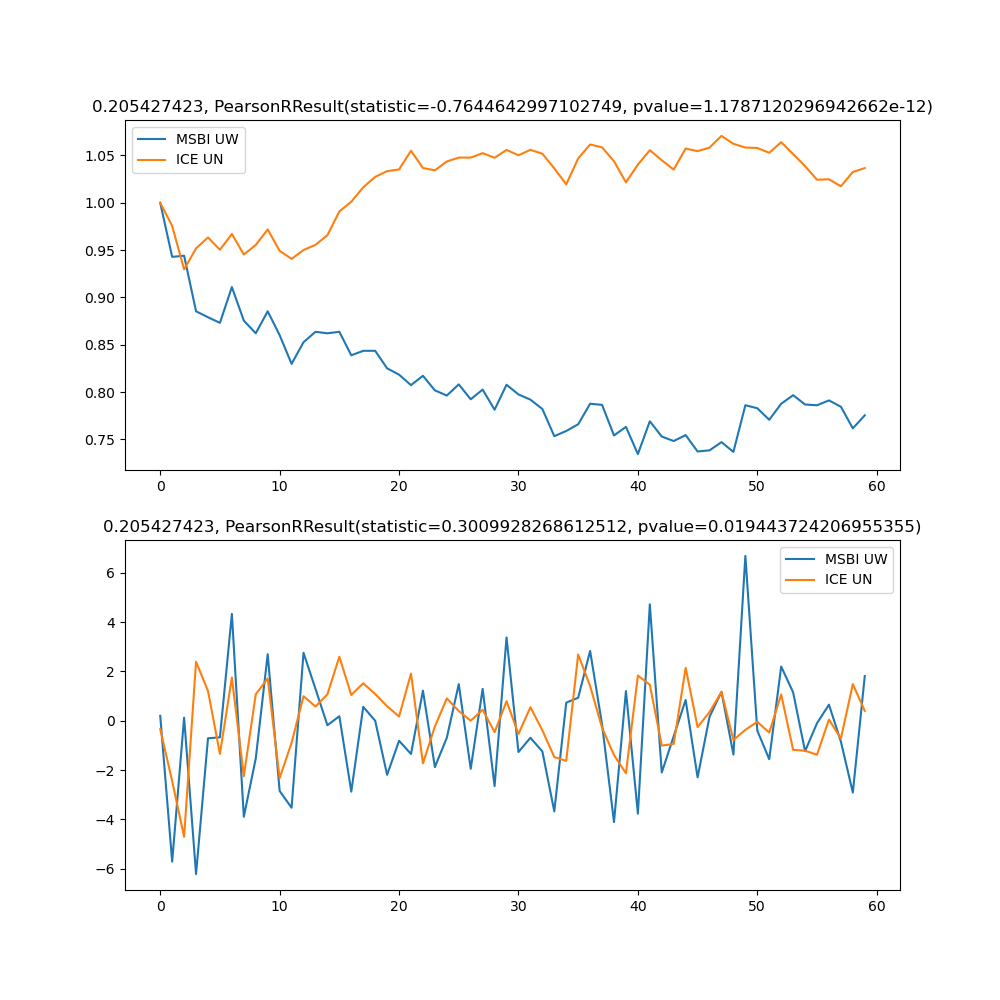 0.205427423, PearsonRResult(statistic=-0.7644642997102749, pvalue=1.1787120296942662e-12)
MSBI UW
ICE UN
1.05
1.00
0.95
0.90
0.85
0.80
0.75
0 10 20 30 40 50 60
0.205427423, PearsonRResult(statistic=0.3009928268612512, pvalue=0.019443724206955355)
MSBI UW
ICE UN
6
4
2
0
−2
−4
−6
0 10 20 30 40 50 60